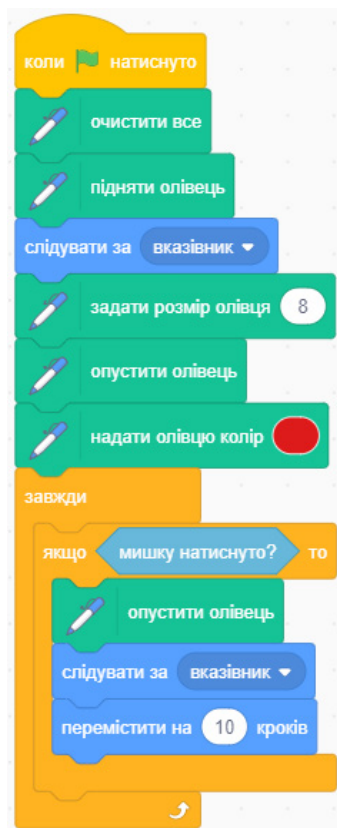 коли натиснуто
очистити все
підняти олівець
слідувати за вказівник
задати розмір олівця 8
опустити олівець
надати олівцю колір
завжди
якщо мишку натиснуто? то
опустити олівець
слідувати за вказівник
перемістити на 10 кроків